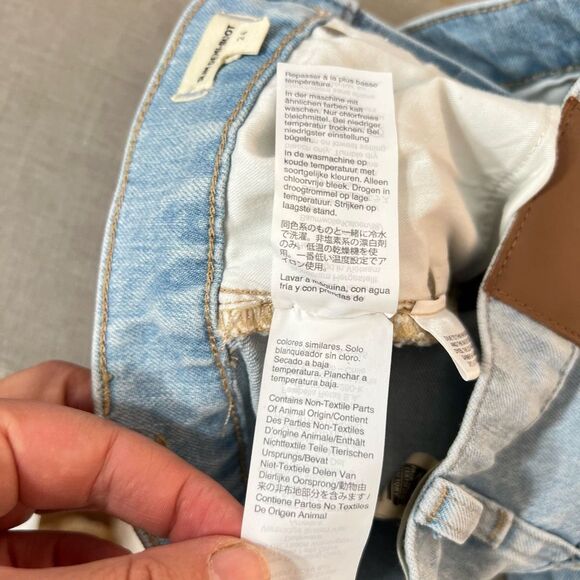 24
Repasser à la plus basse
température.
In der maschine mit
ähnlichen farben kalt
waschen. Nur chlorfreies
bleichmittel. Bei niedriger
temperatur trocknen. Bei
niedrigster einstellung
bügeln.
In de wasmachine op
koude temperatuur met
soortgelijke kleuren. Alleen
chloorvrije bleek. Drogen in
droogtrommel op lage
temperatuur. Strijken op
laagste stand.
同色系のものと一緒に冷水
で洗濯。非塩素系の漂白剤
のみ。低温の乾燥機を使
用。一番低い温度設定でア
イロン使用。
Lavar a máquina, con agua
fría y con prendas de
colores similares. Solo
blanqueador sin cloro.
Secado a baja
temperatura. Planchar a
temperatura baja.
Contains Non-Textile Parts
Of Animal Origin/Contient
Des Parties Non Textiles
D'origine Animale/Enthält
Nicht Textile Teile Tierischen
Ursprungs/Bevat
Niet-Textiele Delen Van
Dierlijke Oorsprong/動物由
来の非布地部分を含みます/
Contiene Partes No Textiles
De Origen Animal